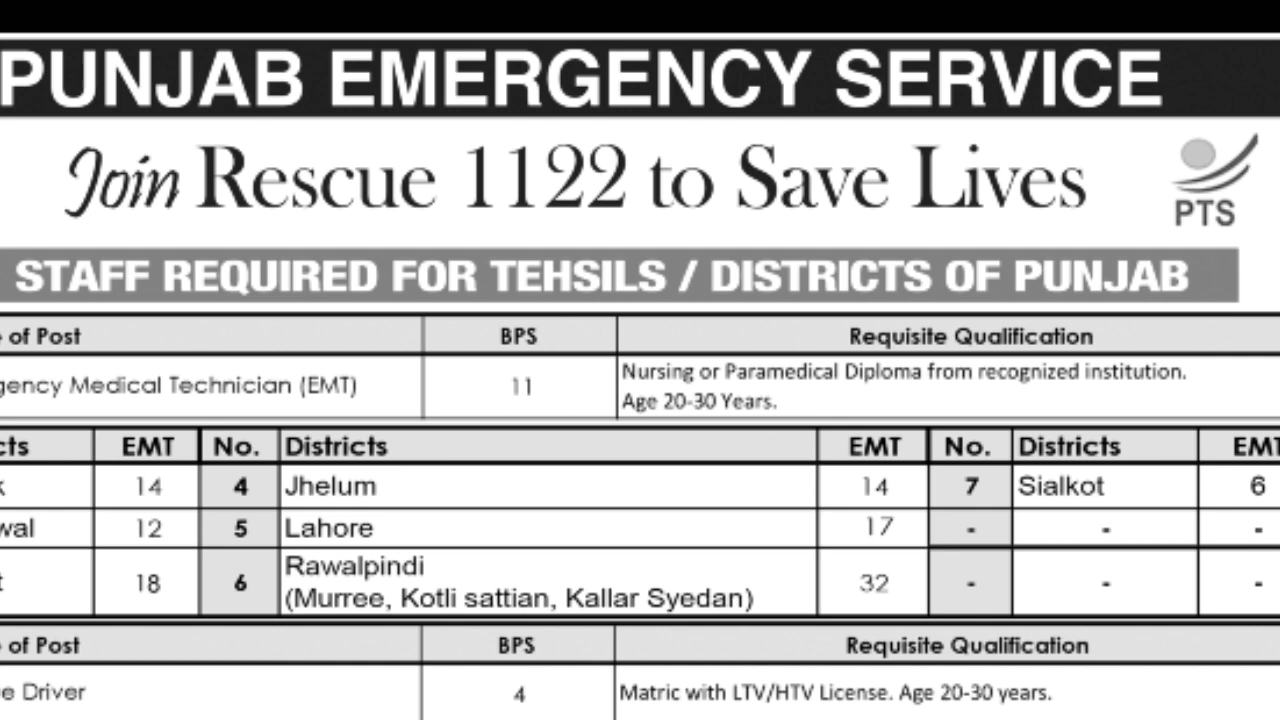 PUNJAB EMERGENCY SERVICE
Join Rescue 1122 to Save Lives
PTS
STAFF REQUIRED FOR TEHSILS / DISTRICTS OF PUNJAB
of Post BPS Requisite Qualification
gency Medical Technician (EMT) 11 Nursing or Paramedical Diploma from recognized institution.
Age 20-30 Years.
cts EMT No. Districts EMT No. Districts EMT
k 14 4 Jhelum 14 7 Sialkot 6
wal 12 5 Lahore 17 - - -
t 18 6 Rawalpindi 32 - - -
(Murree, Kotli sattian, Kallar Syedan)
of Post BPS Requisite Qualification
e Driver 4 Matric with LTV/HTV License. Age 20-30 years.